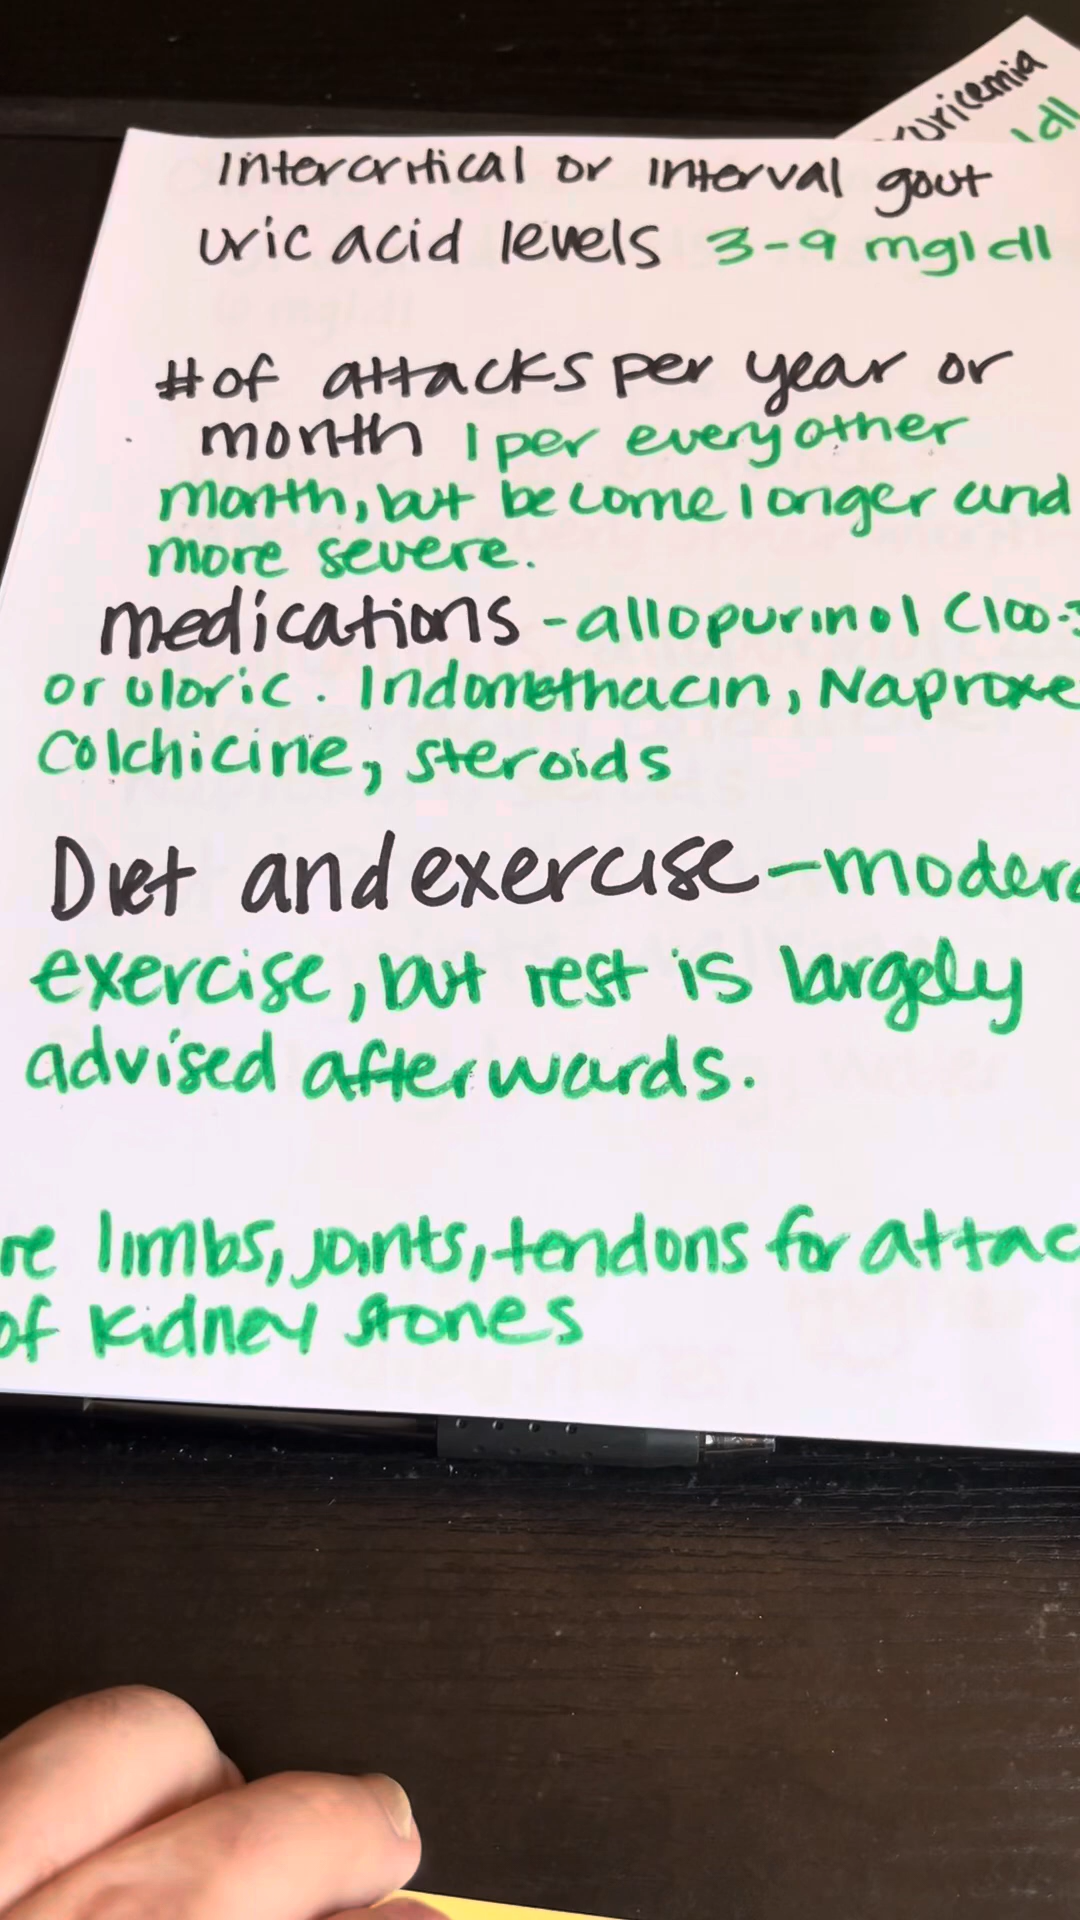 uricemia
dl
Intercritical or interval gout
uric acid levels 3-9 mg/dl
# of attacks per year or
month 1 per every other
month, but become longer and
more severe.
medications - allopurinol (100-3
or uloric. Indomethacin, Naproxe
Colchicine, steroids
Diet and exercise - modera
exercise, but rest is largely
advised afterwards.
re limbs, joints, tendons for attac
of kidney stones